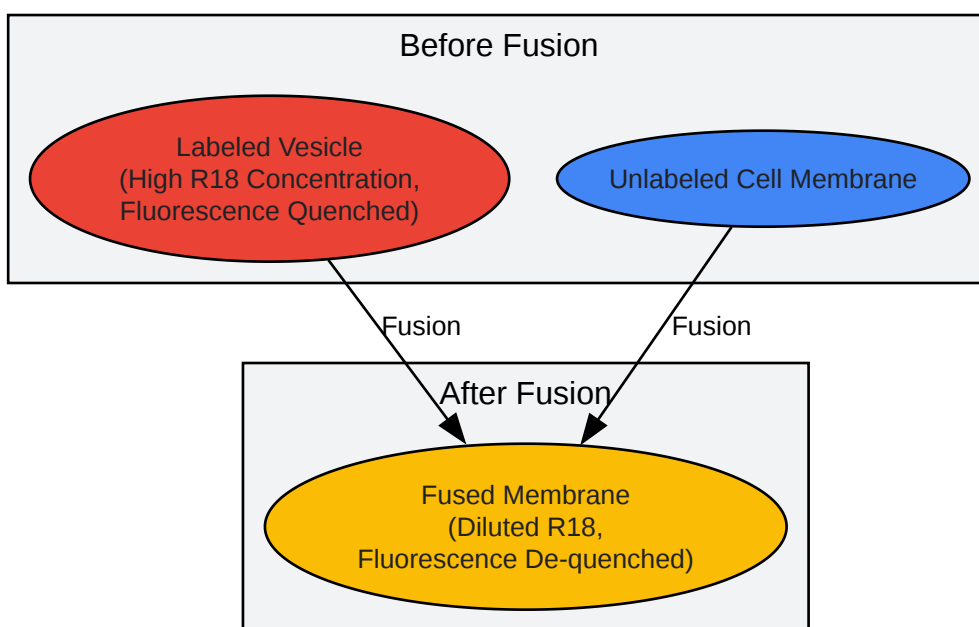 Before Fusion
Labeled Vesicle
(High R18 Concentration,
Fluorescence Quenched)
Unlabeled Cell Membrane
Fusion
Fusion
After Fusion
Fused Membrane
(Diluted R18,
Fluorescence De-quenched)